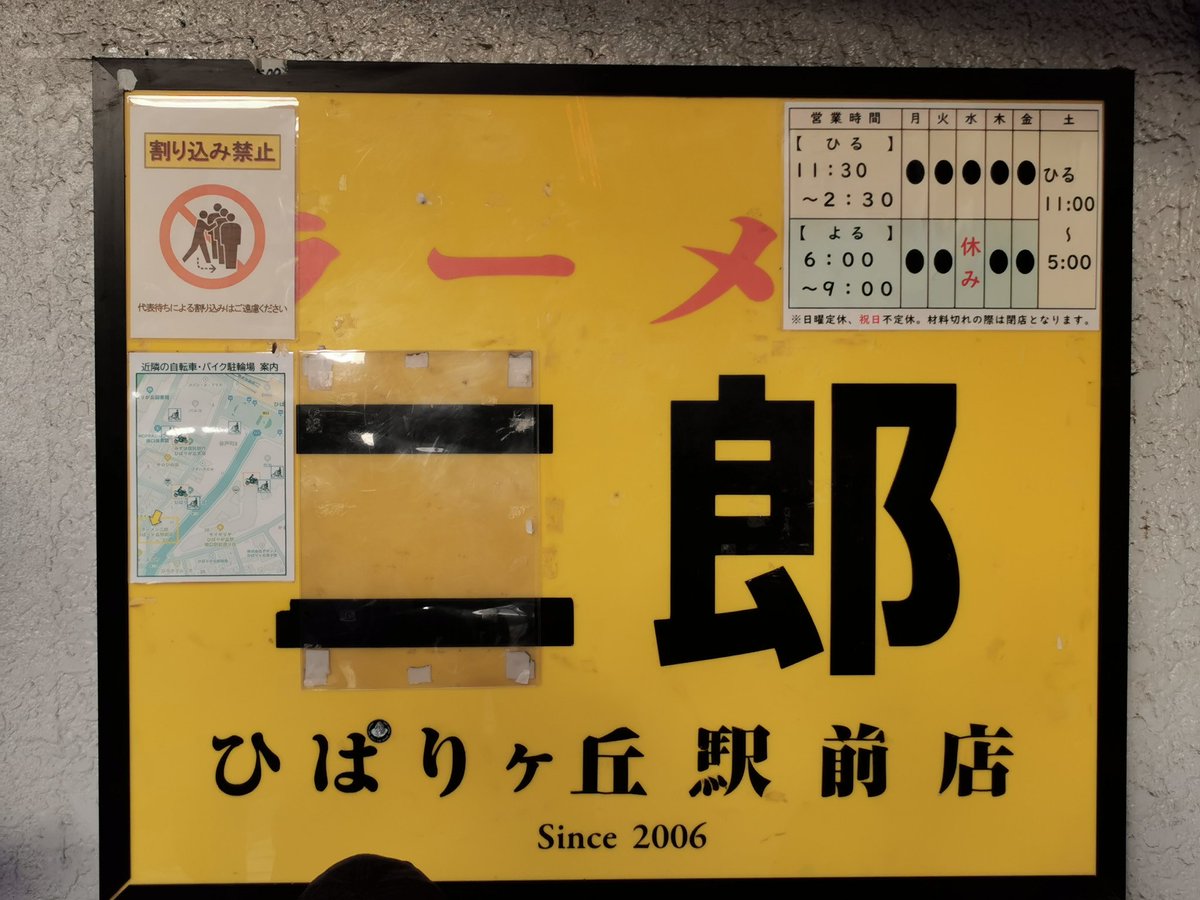 割り込み禁止
代表待ちによる割り込みはご遠慮ください
近隣の自転車・バイク駐輪場 案内
営業時間 月 火 水 木 金 土
【 ひる 】
11:30
～2:30
● ● ● ● ●
【 よる 】
6:00
～9:00
● ● 休み ● ●
ひる
11:00
～
5:00
※日曜定休、祝日不定休。材料切れの際は閉店となります。
ラーメ
二郎
ひばりヶ丘駅前店
Since 2006